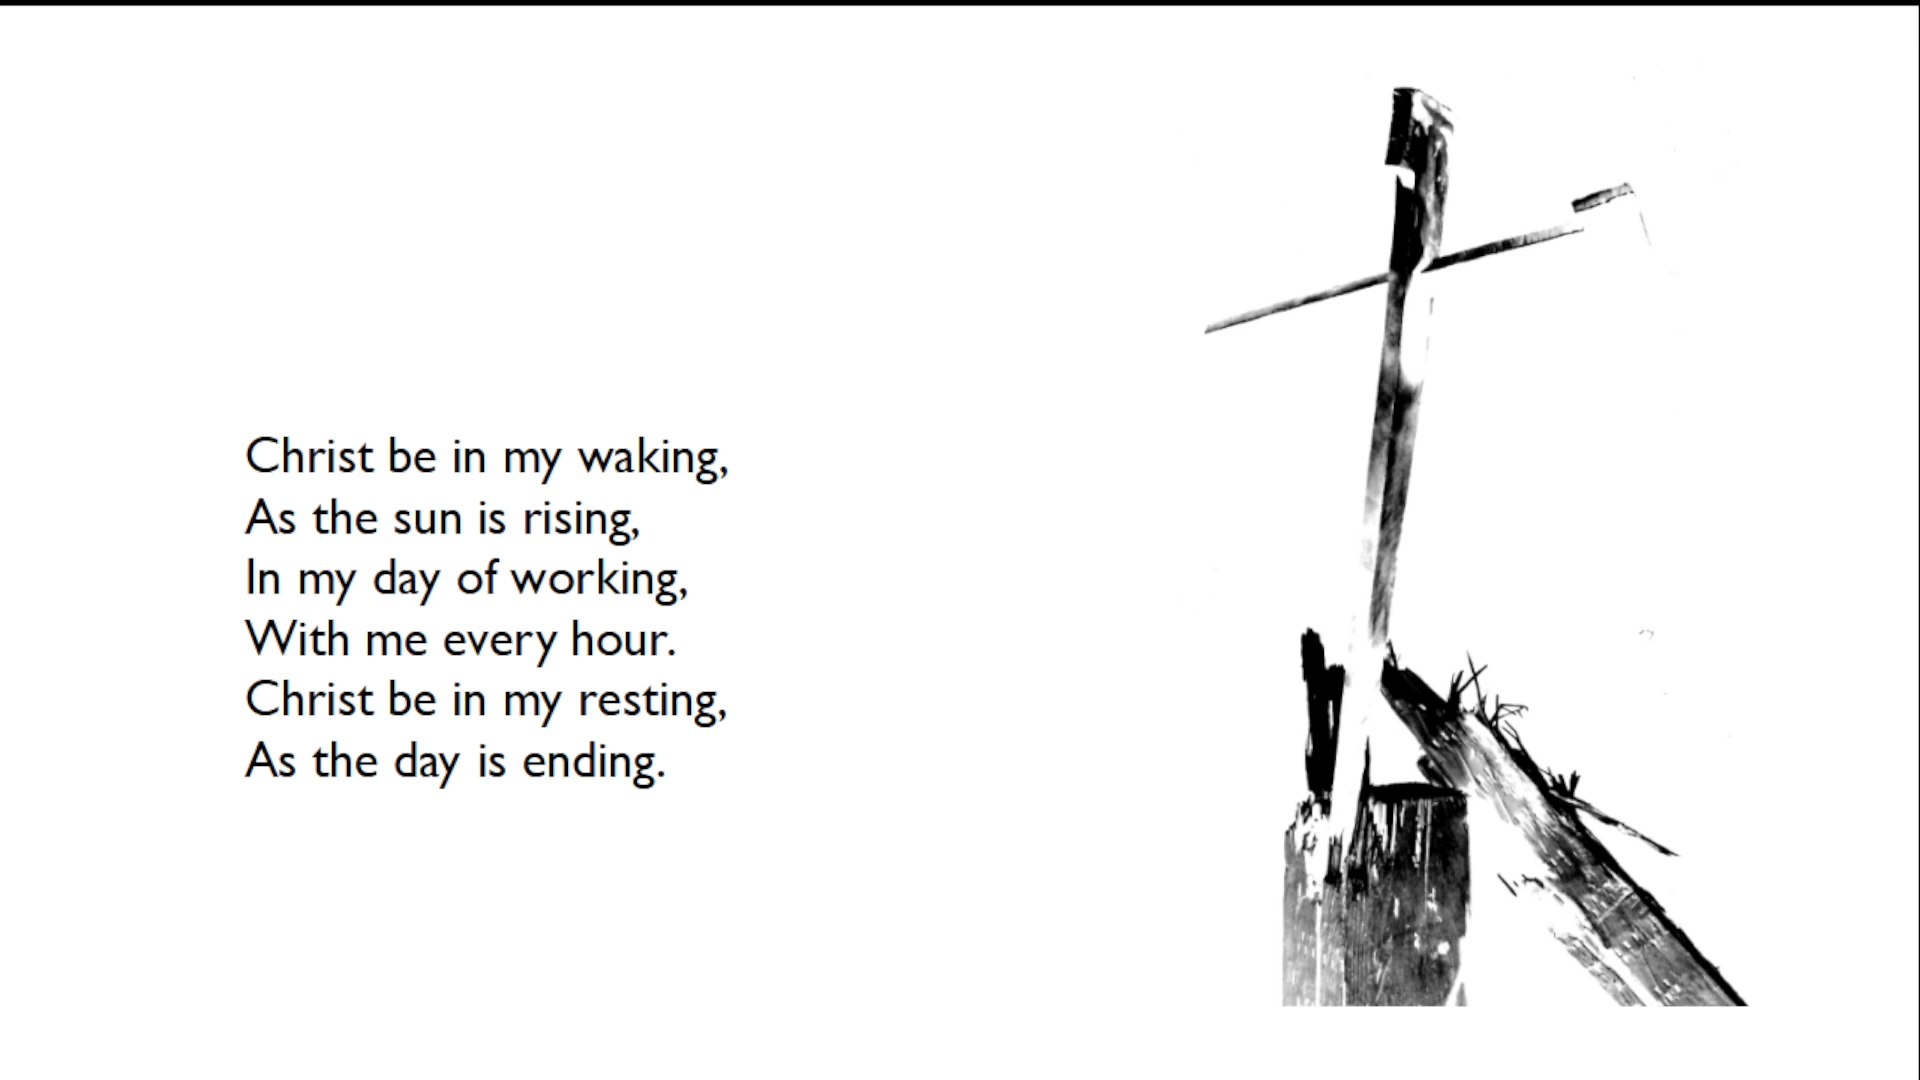 Christ be in my waking,
As the sun is rising,
In my day of working,
With me every hour.
Christ be in my resting,
As the day is ending.